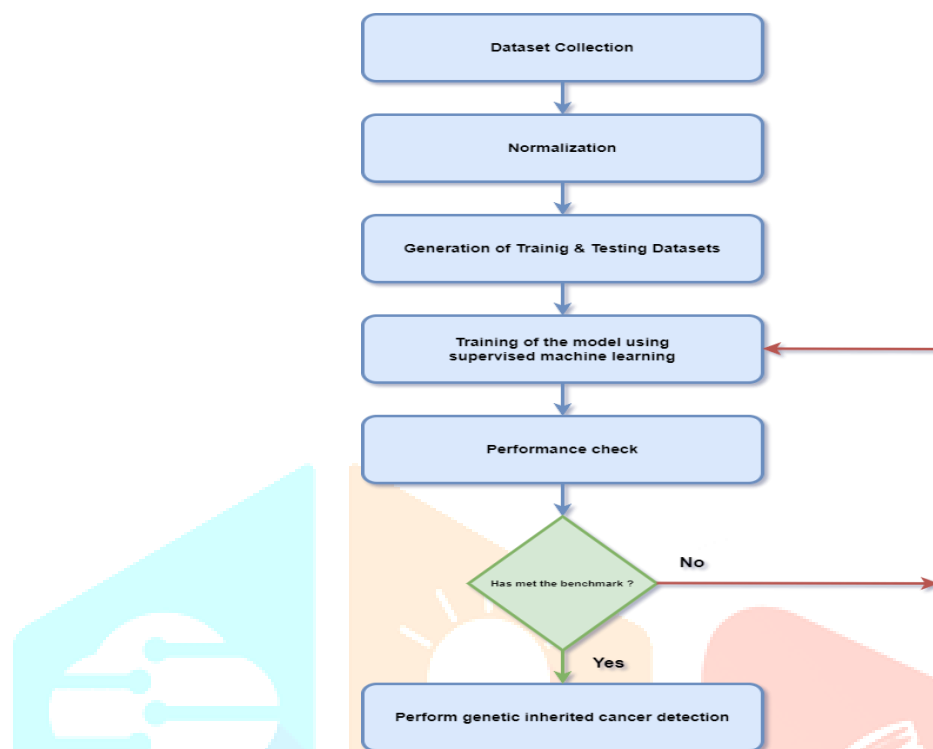 Dataset Collection
Normalization
Generation of Trainig & Testing Datasets
Training of the model using
supervised machine learning
Performance check
Has met the benchmark ?
No
Yes
Perform genetic inherited cancer detection